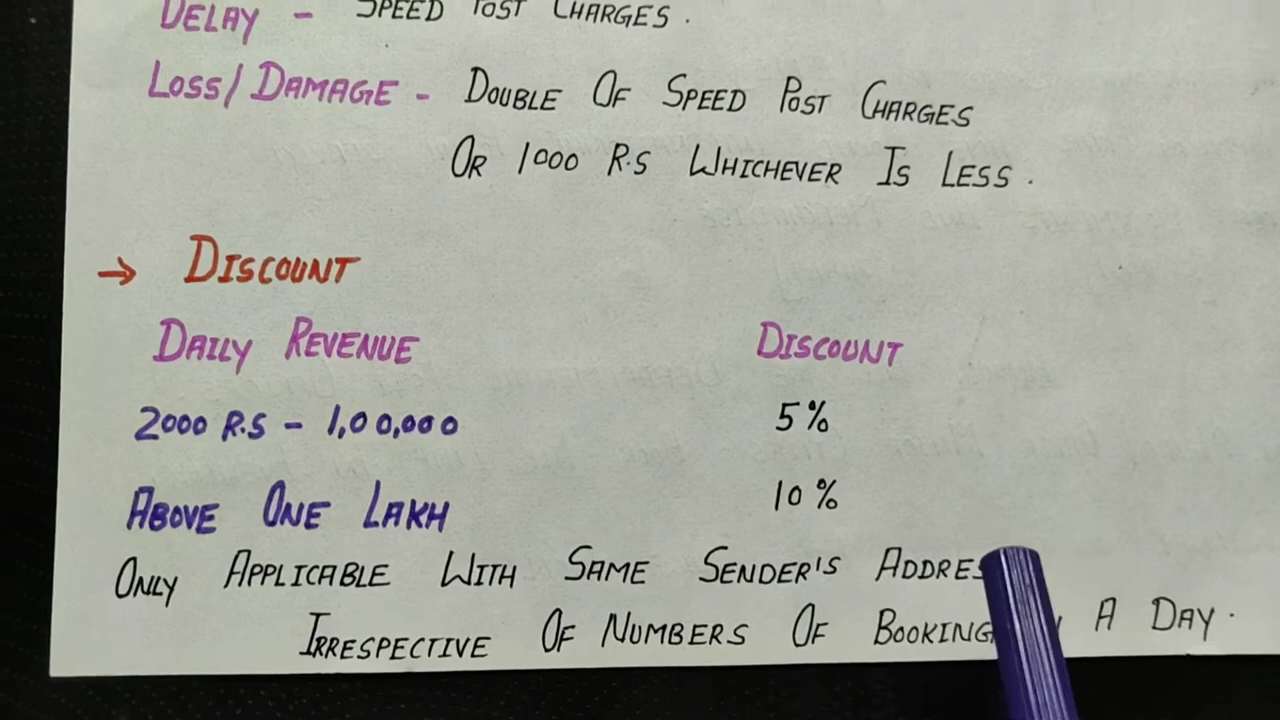 DELAY - SPEED POST CHARGES.
LOSS/DAMAGE - DOUBLE OF SPEED POST CHARGES
OR 1000 R.S WHICHEVER IS LESS.
→ DISCOUNT
DAILY REVENUE DISCOUNT
2000 R.S - 1,00,000 5%
ABOVE ONE LAKH 10%
ONLY APPLICABLE WITH SAME SENDER'S
IRRESPECTIVE OF NUMBERS OF BOOKING A DAY.